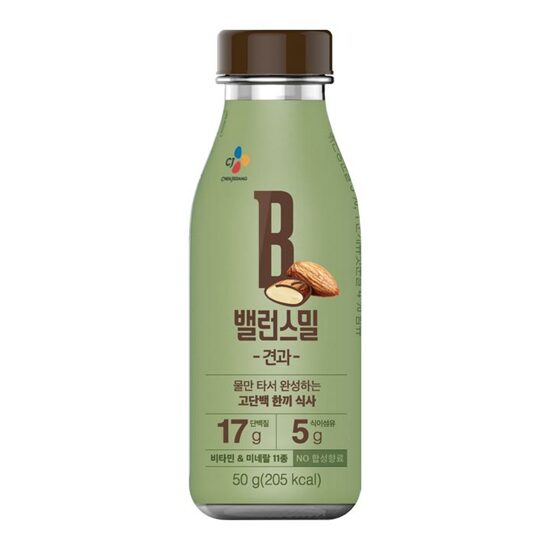 CJ
CHEILJEDANG
B
밸런스밀
- 견과 -
물만 타서 완성하는
고단백 한끼 식사
17g 단백질 5g 식이섬유
비타민 & 미네랄 11종 NO 합성향료
50 g(205 kcal)